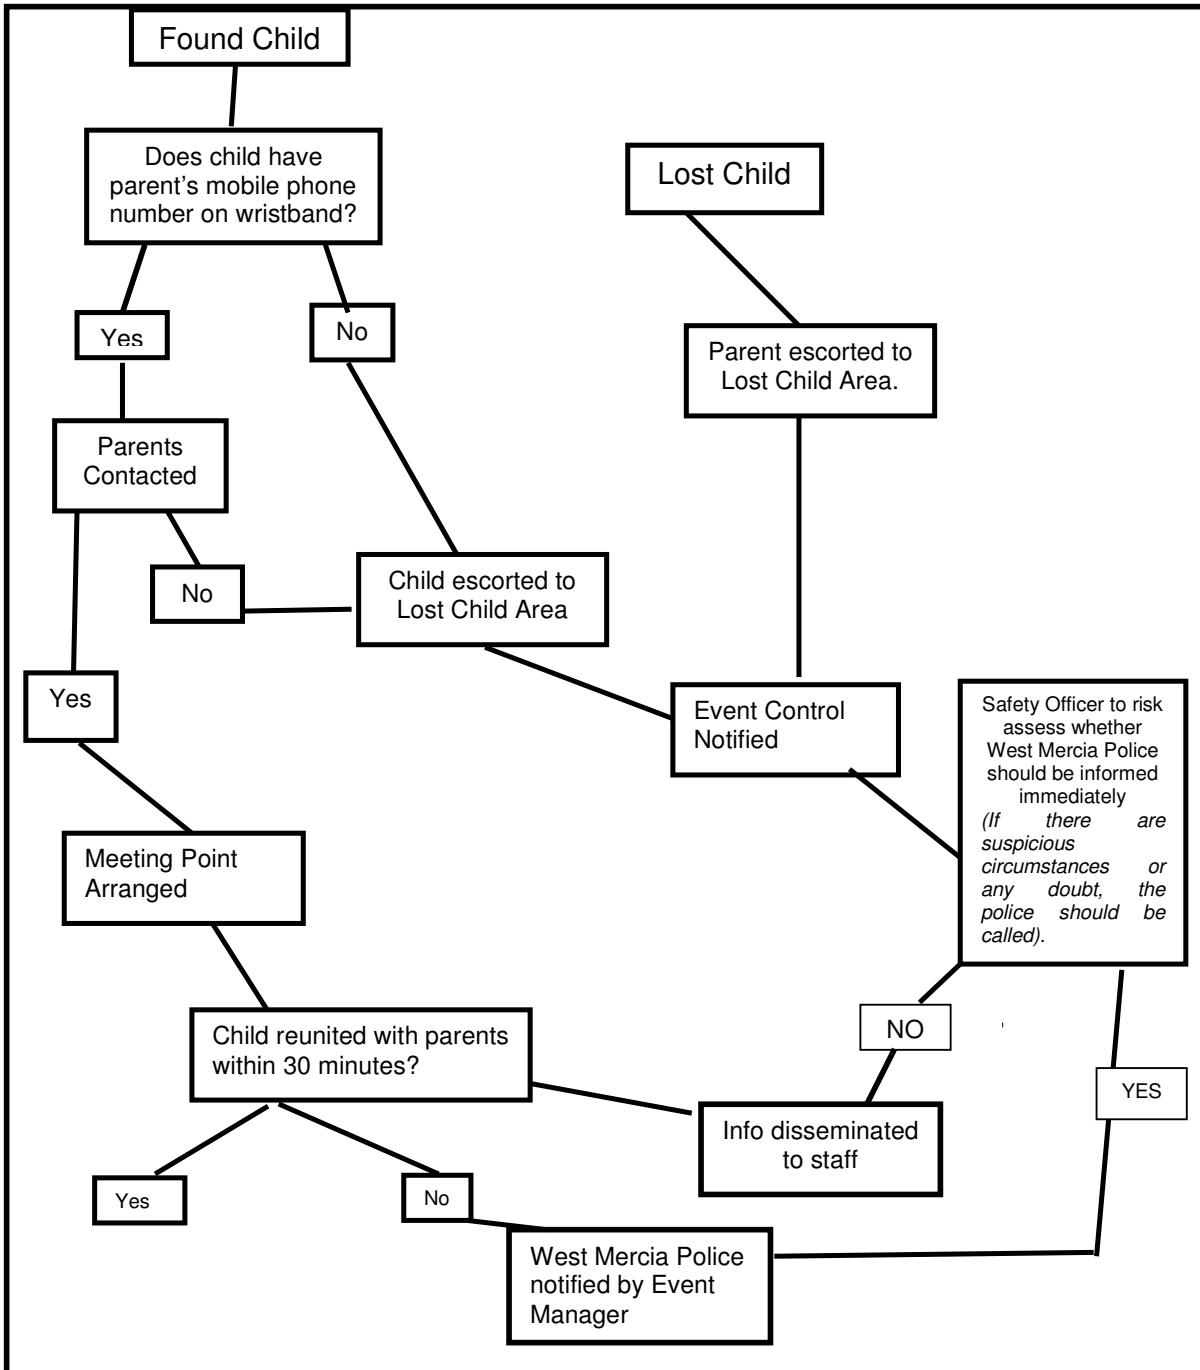 Found Child
Does child have
parent's mobile phone
number on wristband?
Lost Child
Yes
No
Parent escorted to
Lost Child Area.
Parents
Contacted
No
Child escorted to
Lost Child Area
Yes
Event Control
Notified
Safety Officer to risk
assess whether
West Mercia Police
should be informed
immediately
(If there are
suspicious
circumstances or
any doubt, the
police should be
called).
Meeting Point
Arranged
Child reunited with parents
within 30 minutes?
NO
YES
Info disseminated
to staff
Yes
No
West Mercia Police
notified by Event
Manager